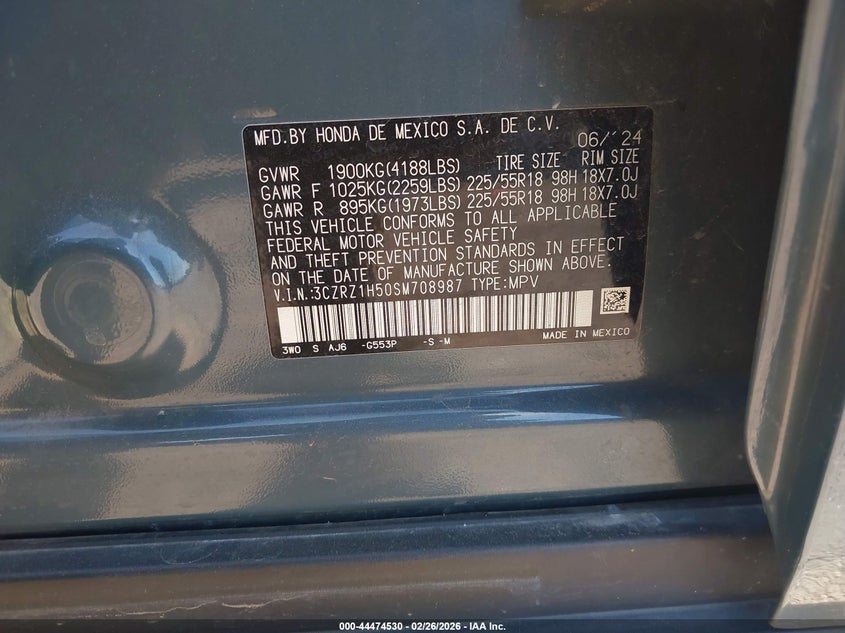 MFD.BY HONDA DE MEXICO S.A. DE C.V. 06/'24
GVWR 1900KG(4188LBS) TIRE SIZE RIM SIZE
GAWR F 1025KG(2259LBS) 225/55R18 98H 18X7.0J
GAWR R 895KG(1973LBS) 225/55R18 98H 18X7.0J
THIS VEHICLE CONFORMS TO ALL APPLICABLE
FEDERAL MOTOR VEHICLE SAFETY
AND THEFT PREVENTION STANDARDS IN EFFECT
ON THE DATE OF MANUFACTURE SHOWN ABOVE.
V.I.N.:3CZRZ1H50SM708987 TYPE:MPV
3W0 S AJ6 -G553P -S -M MADE IN MEXICO
000-44474530 — 02/26/2026 — IAA Inc.